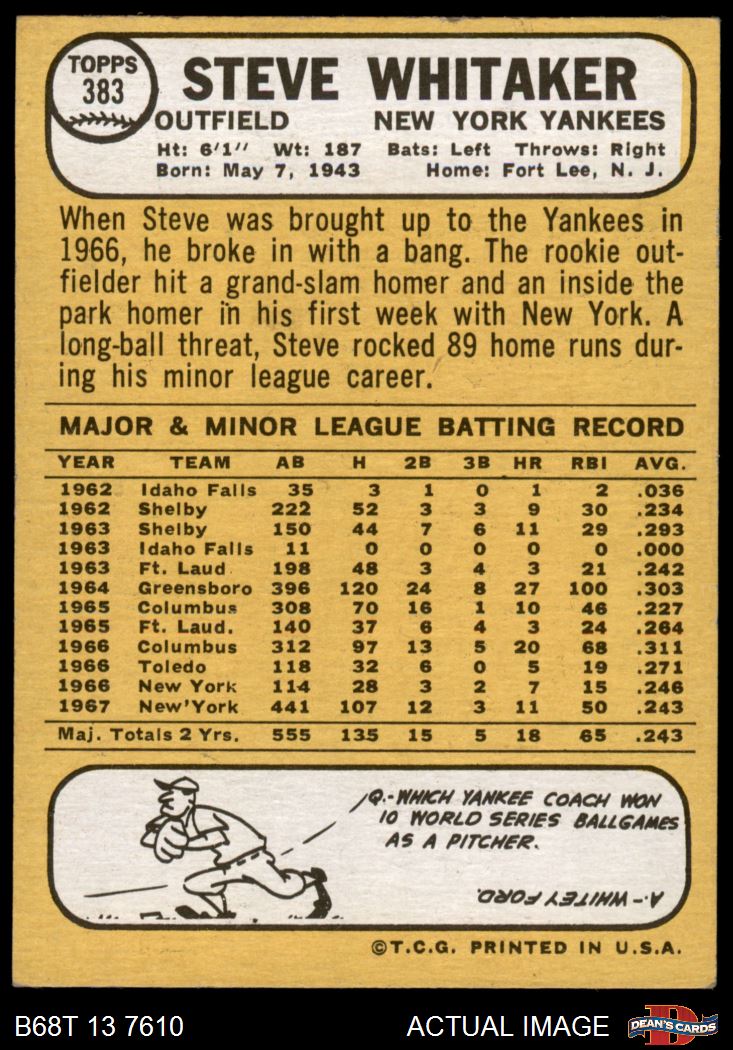 TOPPS
383
STEVE WHITAKER
OUTFIELD NEW YORK YANKEES
Ht: 6'1'' Wt: 187 Bats: Left Throws: Right
Born: May 7, 1943 Home: Fort Lee, N. J.
When Steve was brought up to the Yankees in
1966, he broke in with a bang. The rookie out-
fielder hit a grand-slam homer and an inside the
park homer in his first week with New York. A
long-ball threat, Steve rocked 89 home runs dur-
ing his minor league career.
MAJOR & MINOR LEAGUE BATTING RECORD
YEAR TEAM AB H 2B 3B HR RBI AVG.
1962 Idaho Falls 35 3 1 0 1 2 .036
1962 Shelby 222 52 3 3 9 30 .234
1963 Shelby 150 44 7 6 11 29 .293
1963 Idaho Falls 11 0 0 0 0 0 .000
1963 Ft. Laud. 198 48 3 4 3 21 .242
1964 Greensboro 396 120 24 8 27 100 .303
1965 Columbus 308 70 16 1 10 46 .227
1965 Ft. Laud. 140 37 6 4 3 24 .264
1966 Columbus 312 97 13 5 20 68 .311
1966 Toledo 118 32 6 0 5 19 .271
1966 New York 114 28 3 2 7 15 .246
1967 New'York 441 107 12 3 11 50 .243
Maj. Totals 2 Yrs. 555 135 15 5 18 65 .243
Q.-WHICH YANKEE COACH WON
10 WORLD SERIES BALLGAMES
AS A PITCHER.
A.-WHITEY FORD.
©T.C.G. PRINTED IN U.S.A.
B68T 13 7610 ACTUAL IMAGE DEAN'S CARDS